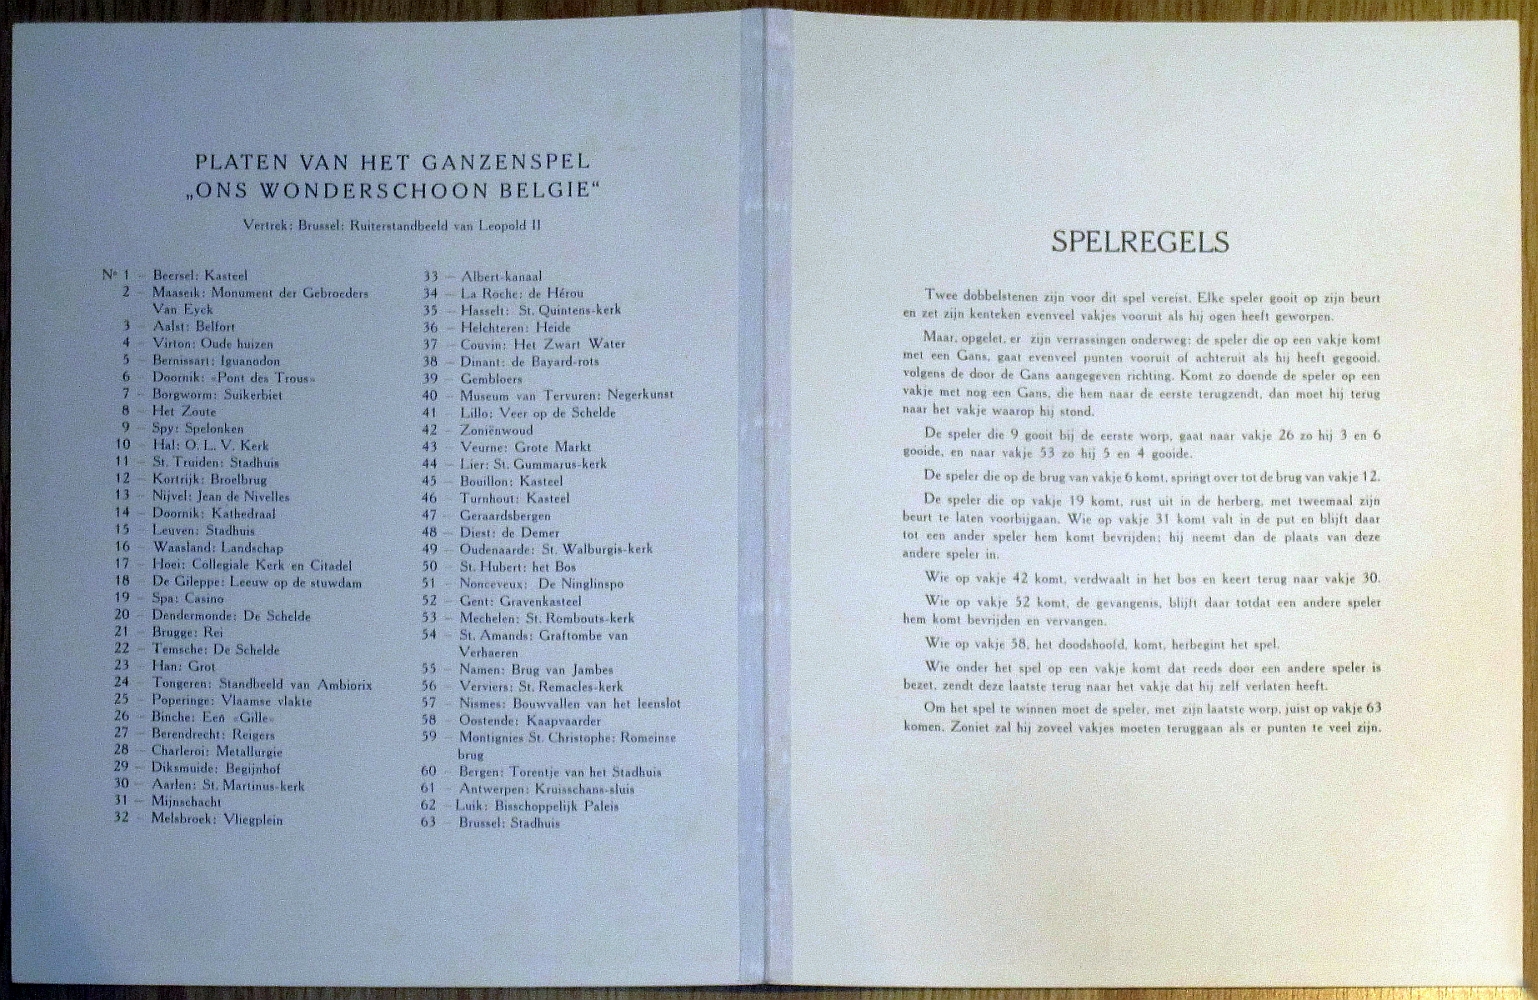 PLATEN VAN HET GANZENSPEL
„ONS WONDERSCHOON BELGIE“
Vertrek: Brussel: Ruiterstandbeeld van Leopold II
Nº 1 – Beersel: Kasteel
2 – Maaseik: Monument der Gebroeders
Van Eyck
3 – Aalst: Belfort
4 – Virton: Oude huizen
5 – Bernissart: Iguanodon
6 – Doornik: «Pont des Trous»
7 – Borgworm: Suikerbiet
8 – Het Zoute
9 – Spy: Spelonken
10 – Hal: O. L. V. Kerk
11 – St. Truiden: Stadhuis
12 – Kortrijk: Broelbrug
13 – Nijvel: Jean de Nivelles
14 – Doornik: Kathedraal
15 – Leuven: Stadhuis
16 – Waasland: Landschap
17 – Hoei: Collegiale Kerk en Citadel
18 – De Gileppe: Leeuw op de stuwdam
19 – Spa: Casino
20 – Dendermonde: De Schelde
21 – Brugge: Rei
22 – Temsche: De Schelde
23 – Han: Grot
24 – Tongeren: Standbeeld van Ambiorix
25 – Poperinge: Vlaamse vlakte
26 – Binche: Een «Gille»
27 – Berendrecht: Reigers
28 – Charleroi: Metallurgie
29 – Diksmuide: Begijnhof
30 – Aarlen: St. Martinus-kerk
31 – Mijnschacht
32 – Melsbroek: Vliegplein
33 – Albert-kanaal
34 – La Roche: de Hérou
35 – Hasselt: St. Quintens-kerk
36 – Helchteren: Heide
37 – Couvin: Het Zwart Water
38 – Dinant: de Bayard-rots
39 – Gembloers
40 – Museum van Tervuren: Negerkunst
41 – Lillo: Veer op de Schelde
42 – Zoniënwoud
43 – Veurne: Grote Markt
44 – Lier: St. Gummarus-kerk
45 – Bouillon: Kasteel
46 – Turnhout: Kasteel
47 – Geraardsbergen
48 – Diest: de Demer
49 – Oudenaarde: St. Walburgis-kerk
50 – St. Hubert: het Bos
51 – Nonceveux: De Ninglinspo
52 – Gent: Gravenkasteel
53 – Mechelen: St. Rombouts-kerk
54 – St. Amands: Graftombe van
Verhaeren
55 – Namen: Brug van Jambes
56 – Verviers: St. Remacles-kerk
57 – Nismes: Bouwvallen van het leenslot
58 – Oostende: Kaapvaarder
59 – Montignies St. Christophe: Romeinse
brug
60 – Bergen: Torentje van het Stadhuis
61 – Antwerpen: Kruisschans-sluis
62 – Luik: Bisschoppelijk Paleis
63 – Brussel: Stadhuis
SPELREGELS
Twee dobbelstenen zijn voor dit spel vereist. Elke speler gooit op zijn beurt
en zet zijn kenteken evenveel vakjes vooruit als hij ogen heeft geworpen.
Maar, opgelet, er zijn verrassingen onderweg: de speler die op een vakje komt
met een Gans, gaat evenveel punten vooruit of achteruit als hij heeft gegooid,
volgens de door de Gans aangegeven richting. Komt zo doende de speler op een
vakje met nog een Gans, die hem naar de eerste terugzendt, dan moet hij terug
naar het vakje waarop hij stond.
De speler die 9 gooit bij de eerste worp, gaat naar vakje 26 zo hij 3 en 6
gooide, en naar vakje 53 zo hij 5 en 4 gooide.
De speler die op de brug van vakje 6 komt, springt over tot de brug van vakje 12.
De speler die op vakje 19 komt, rust uit in de herberg, met tweemaal zijn
beurt te laten voorbijgaan. Wie op vakje 31 komt valt in de put en blijft daar
tot een ander speler hem komt bevrijden; hij neemt dan de plaats van deze
andere speler in.
Wie op vakje 42 komt, verdwaalt in het bos en keert terug naar vakje 30.
Wie op vakje 52 komt, de gevangenis, blijft daar totdat een andere speler
hem komt bevrijden en vervangen.
Wie op vakje 58, het doodshoofd, komt, herbegint het spel.
Wie onder het spel op een vakje komt dat reeds door een andere speler is
bezet, zendt deze laatste terug naar het vakje dat hij zelf verlaten heeft.
Om het spel te winnen moet de speler, met zijn laatste worp, juist op vakje 63
komen. Zoniet zal hij zoveel vakjes moeten teruggaan als er punten te veel zijn.